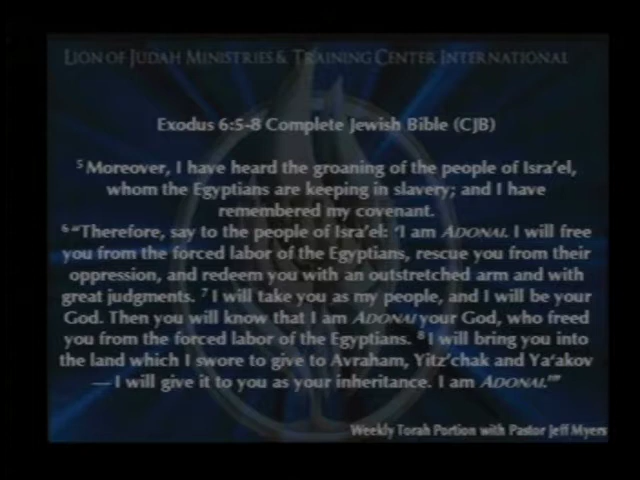 LION OF JUDAH MINISTRIES & TRAINING CENTER INTERNATIONAL
Exodus 6:5-8 Complete Jewish Bible (CJB)
5 Moreover, I have heard the groaning of the people of Isra'el,
whom the Egyptians are keeping in slavery; and I have
remembered my covenant.
6 "Therefore, say to the people of Isra'el: 'I am ADONAI. I will free
you from the forced labor of the Egyptians, rescue you from their
oppression, and redeem you with an outstretched arm and with
great judgments. 7 I will take you as my people, and I will be your
God. Then you will know that I am ADONAI your God, who freed
you from the forced labor of the Egyptians. 8 I will bring you into
the land which I swore to give to Avraham, Yitz'chak and Ya'akov
— I will give it to you as your inheritance. I am ADONAI.'"
Weekly Torah Portion with Pastor Jeff Myers